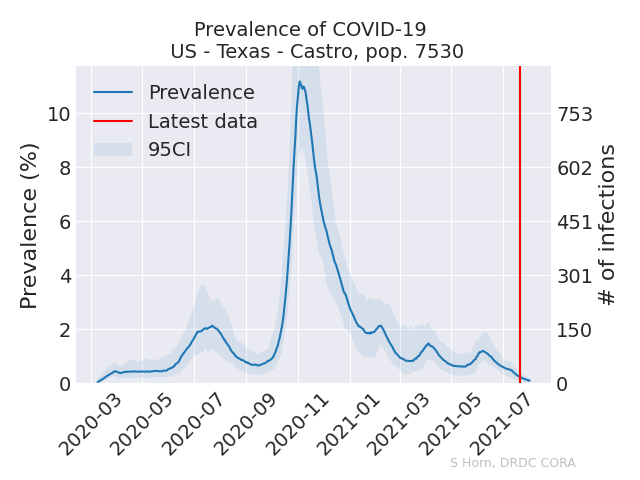 Prevalence of COVID-19
US - Texas - Castro, pop. 7530
Prevalence
Latest data
95CI
Prevalence (%)
10
8
6
4
2
0
753
602
451
301
150
0
# of infections
2020-03
2020-05
2020-07
2020-09
2020-11
2021-01
2021-03
2021-05
2021-07
S Horn, DRDC CORA